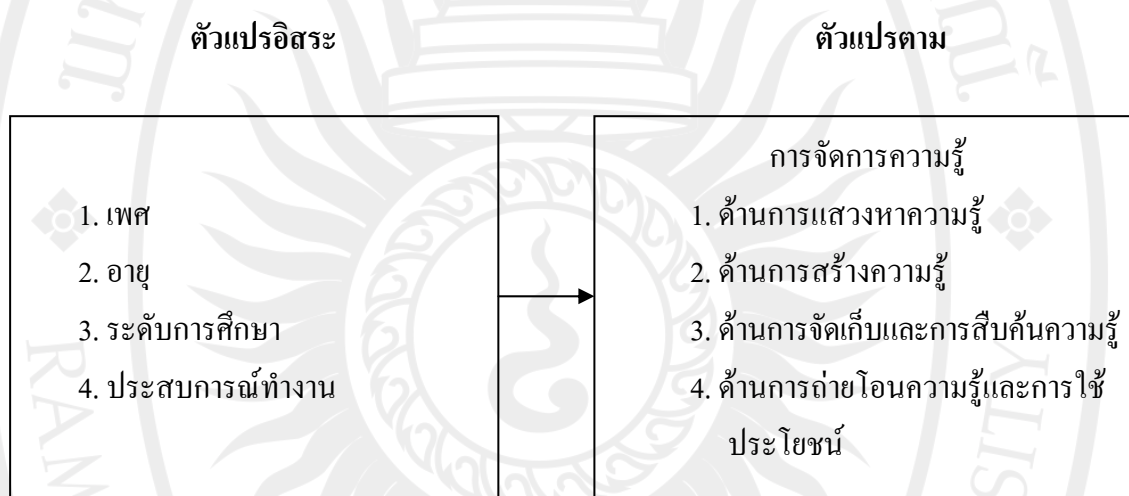 ตัวแปรอิสระ
ตัวแปรตาม
1. เพศ
2. อายุ
3. ระดับการศึกษา
4. ประสบการณ์ทำงาน
การจัดการความรู้
1. ด้านการแสวงหาความรู้
2. ด้านการสร้างความรู้
3. ด้านการจัดเก็บและการสืบค้นความรู้
4. ด้านการถ่ายโอนความรู้และการใช้
ประโยชน์